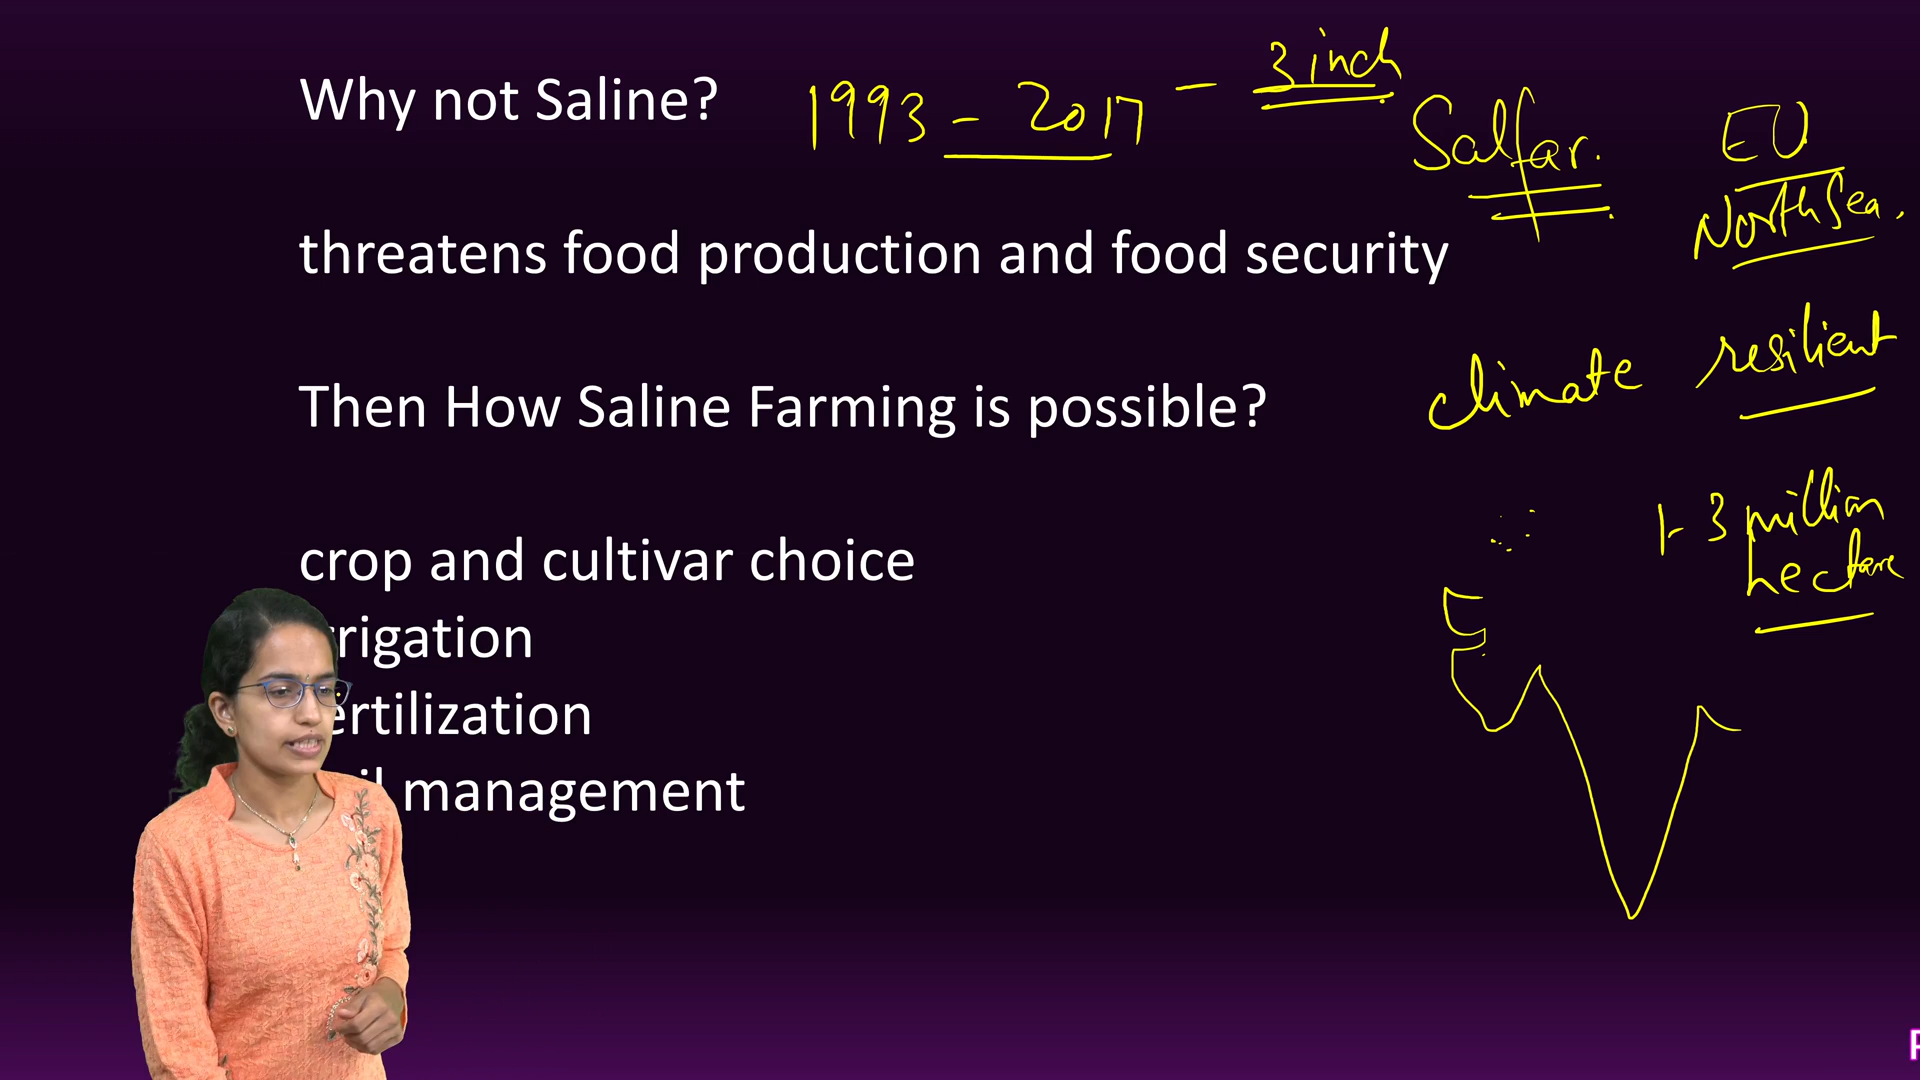 Why not Saline?
1993 - 2017 - 3 inch
Salfar.
EU
North Sea.
threatens food production and food security
climate resilient
Then How Saline Farming is possible?
1-3 million
hectare
crop and cultivar choice
rrigation
ertilization
management